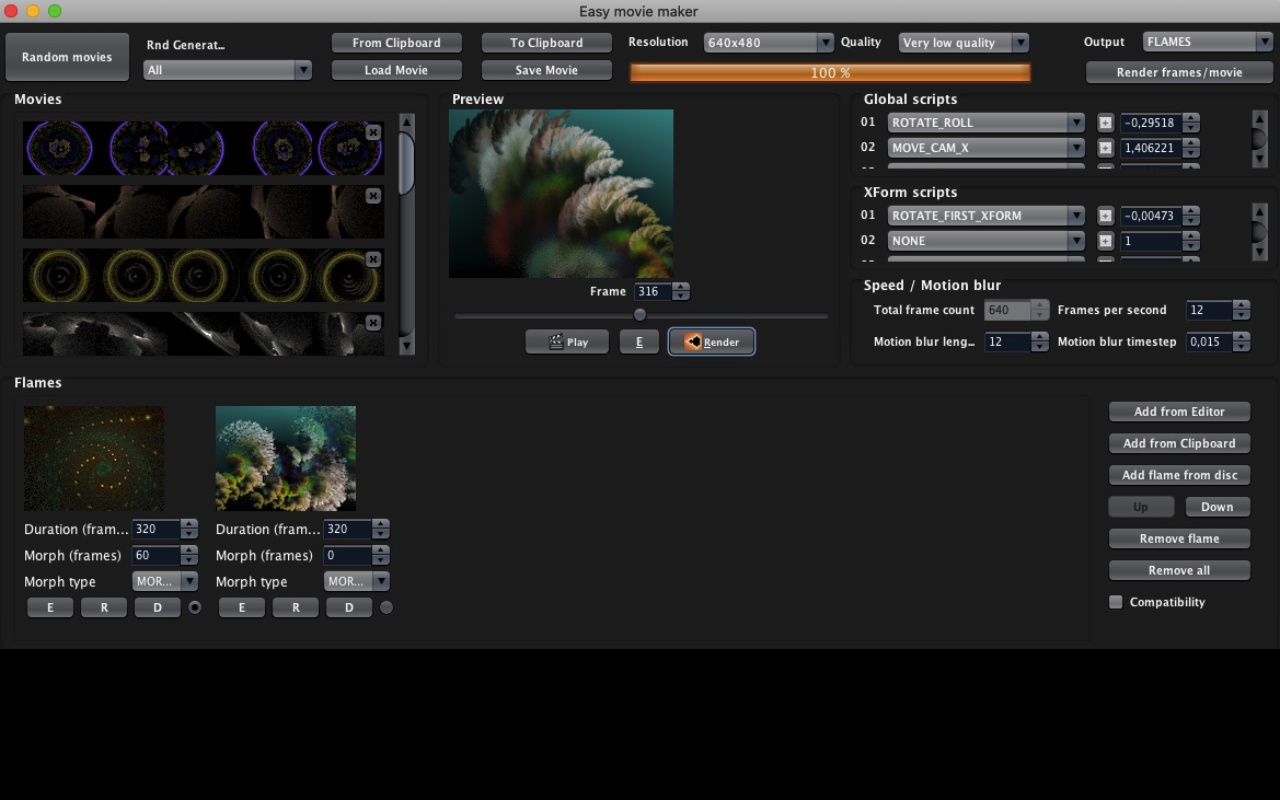 Easy movie maker
Random movies
Rnd Generat...
All
From Clipboard
To Clipboard
Load Movie
Save Movie
Resolution 640x480 Quality Very low quality
100 %
Output FLAMES
Render frames/movie
Movies
Preview
Frame 316
Play E Render
Global scripts
01 ROTATE_ROLL -0,29518
02 MOVE_CAM_X 1,406221
XForm scripts
01 ROTATE_FIRST_XFORM -0,00473
02 NONE 1
Speed / Motion blur
Total frame count 640 Frames per second 12
Motion blur leng... 12 Motion blur timestep 0,015
Flames
Duration (fram... 320 Duration (fram... 320
Morph (frames) 60 Morph (frames) 0
Morph type MOR... Morph type MOR...
E R D E R D
Add from Editor
Add from Clipboard
Add flame from disc
Up Down
Remove flame
Remove all
Compatibility